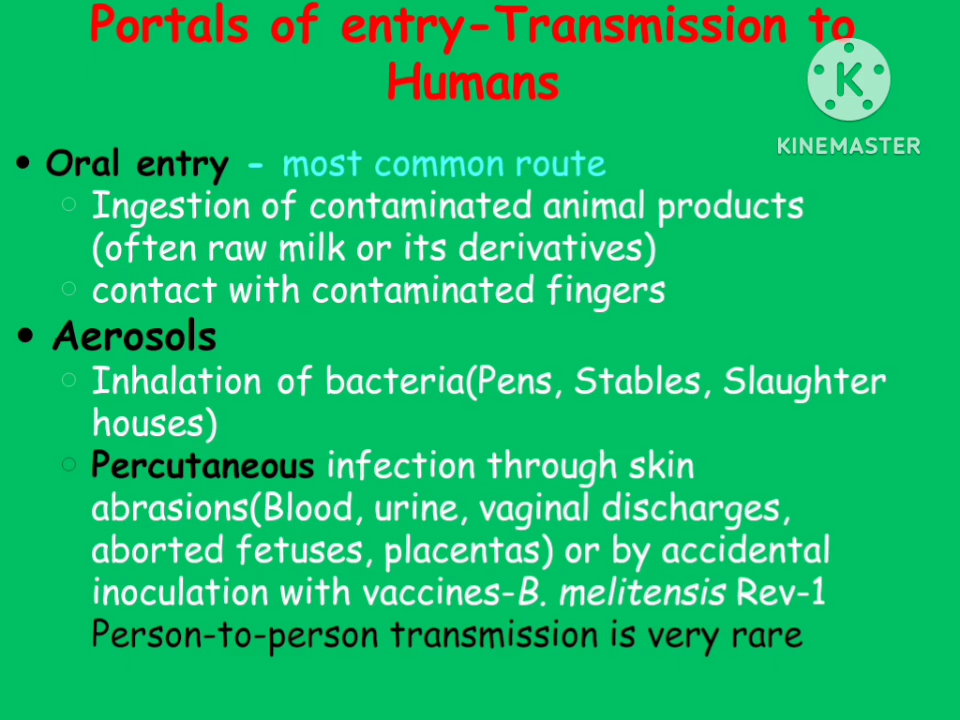 Portals of entry-Transmission to
Humans
K
KINEMASTER
• Oral entry - most common route
○ Ingestion of contaminated animal products
(often raw milk or its derivatives)
○ contact with contaminated fingers
• Aerosols
○ Inhalation of bacteria(Pens, Stables, Slaughter
houses)
○ Percutaneous infection through skin
abrasions(Blood, urine, vaginal discharges,
aborted fetuses, placentas) or by accidental
inoculation with vaccines-B. melitensis Rev-1
Person-to-person transmission is very rare